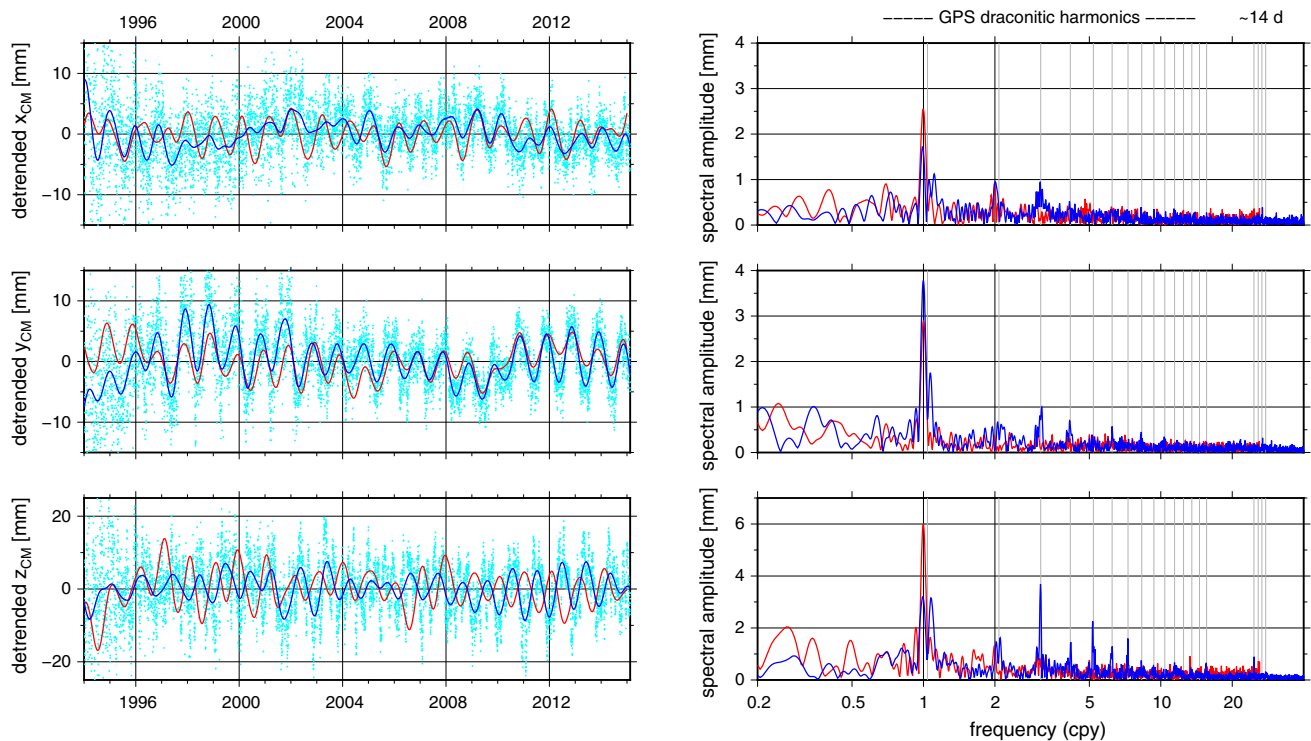 1996 2000 2004 2008 2012
----- GPS draconitic harmonics ----- ~14 d
detrended xCM [mm]
10
0
−10
spectral amplitude [mm]
4
3
2
1
0
detrended yCM [mm]
10
0
−10
spectral amplitude [mm]
4
3
2
1
0
detrended zCM [mm]
20
0
−20
1996 2000 2004 2008 2012
spectral amplitude [mm]
6
4
2
0
0.2 0.5 1 2 5 10 20
frequency (cpy)